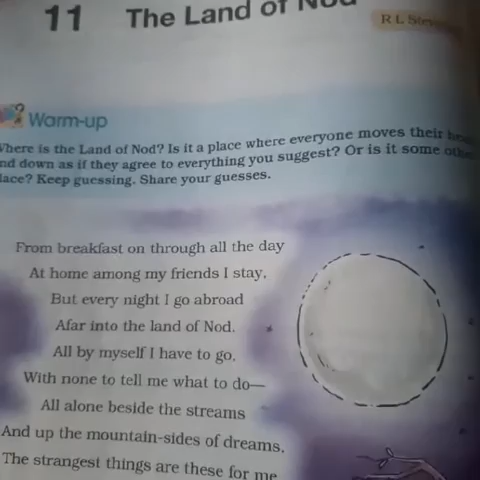 11 The Land of Nod
R.L.
Warm-up
Where is the Land of Nod? Is it a place where everyone moves their
and down as if they agree to everything you suggest? Or is it some
place? Keep guessing. Share your guesses.
From breakfast on through all the day
At home among my friends I stay,
But every night I go abroad
Afar into the land of Nod.
All by myself I have to go,
With none to tell me what to do—
All alone beside the streams
And up the mountain-sides of dreams.
The strangest things are these for me